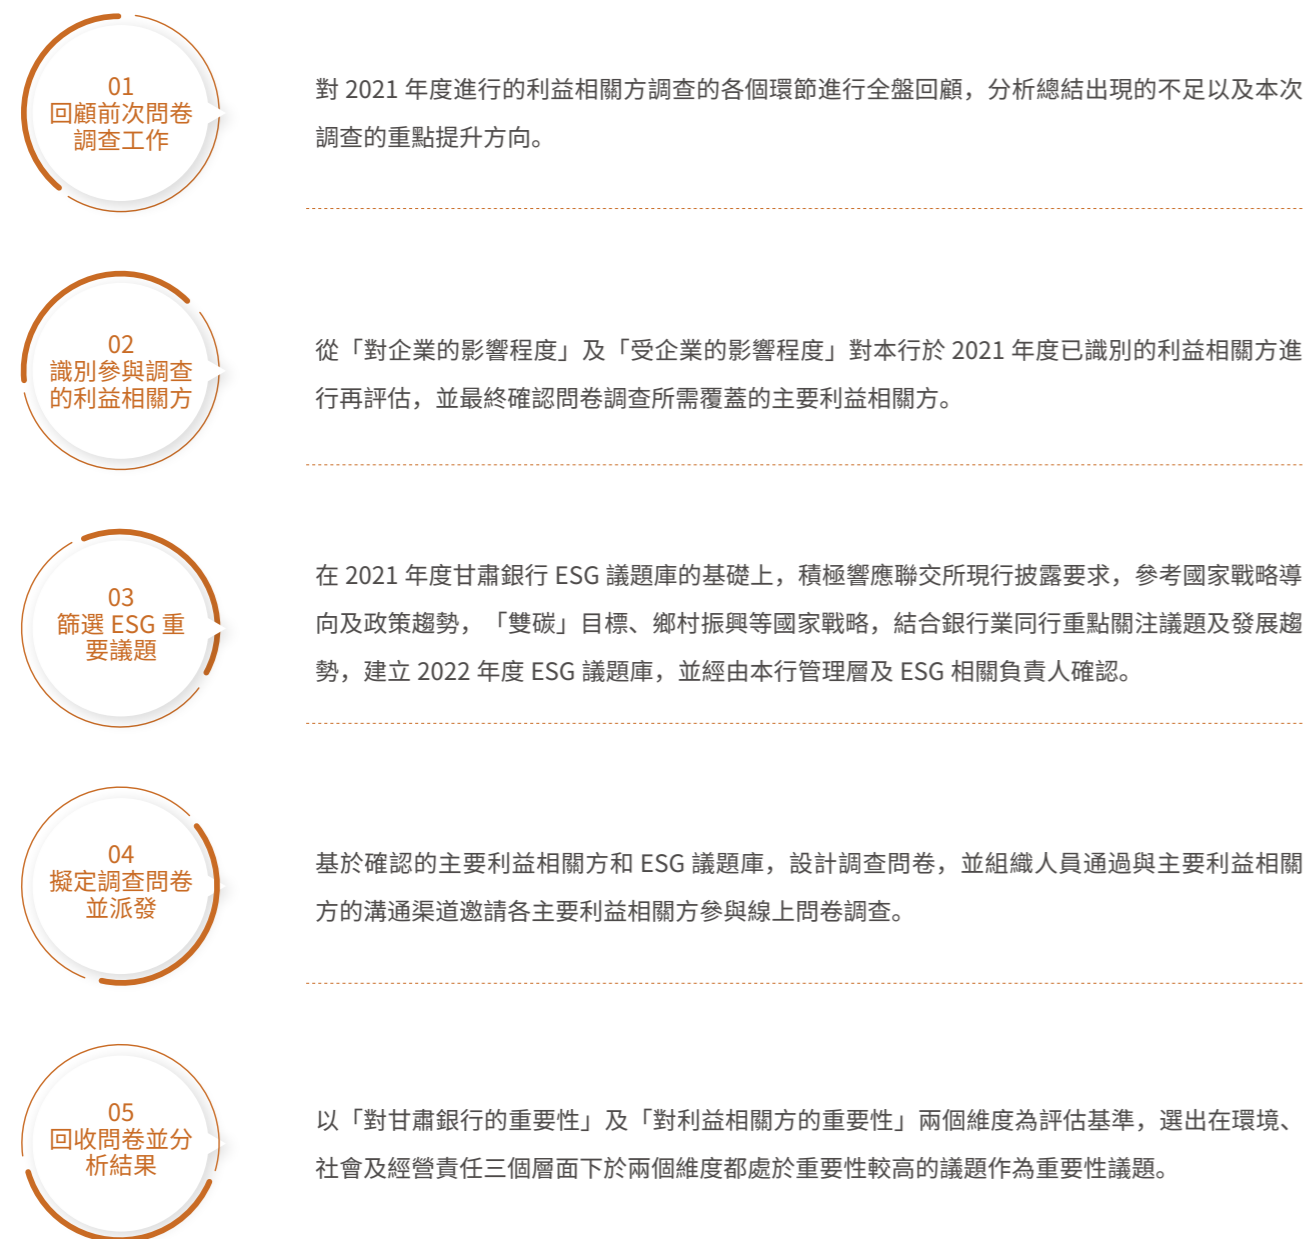 01
回顧前次問卷
調查工作
對 2021 年度進行的利益相關方調查的各個環節進行全盤回顧，分析總結出現的不足以及本次
調查的重點提升方向。
02
識別參與調查
的利益相關方
從「對企業的影響程度」及「受企業的影響程度」對本行於 2021 年度已識別的利益相關方進
行再評估，並最終確認問卷調查所需覆蓋的主要利益相關方。
03
篩選 ESG 重
要議題
在 2021 年度甘肅銀行 ESG 議題庫的基礎上，積極響應聯交所現行披露要求，參考國家戰略導
向及政策趨勢，「雙碳」目標、鄉村振興等國家戰略，結合銀行業同行重點關注議題及發展趨
勢，建立 2022 年度 ESG 議題庫，並經由本行管理層及 ESG 相關負責人確認。
04
擬定調查問卷
並派發
基於確認的主要利益相關方和 ESG 議題庫，設計調查問卷，並組織人員通過與主要利益相關
方的溝通渠道邀請各主要利益相關方參與線上問卷調查。
05
回收問卷並分
析結果
以「對甘肅銀行的重要性」及「對利益相關方的重要性」兩個維度為評估基準，選出在環境、
社會及經營責任三個層面下於兩個維度都處於重要性較高的議題作為重要性議題。